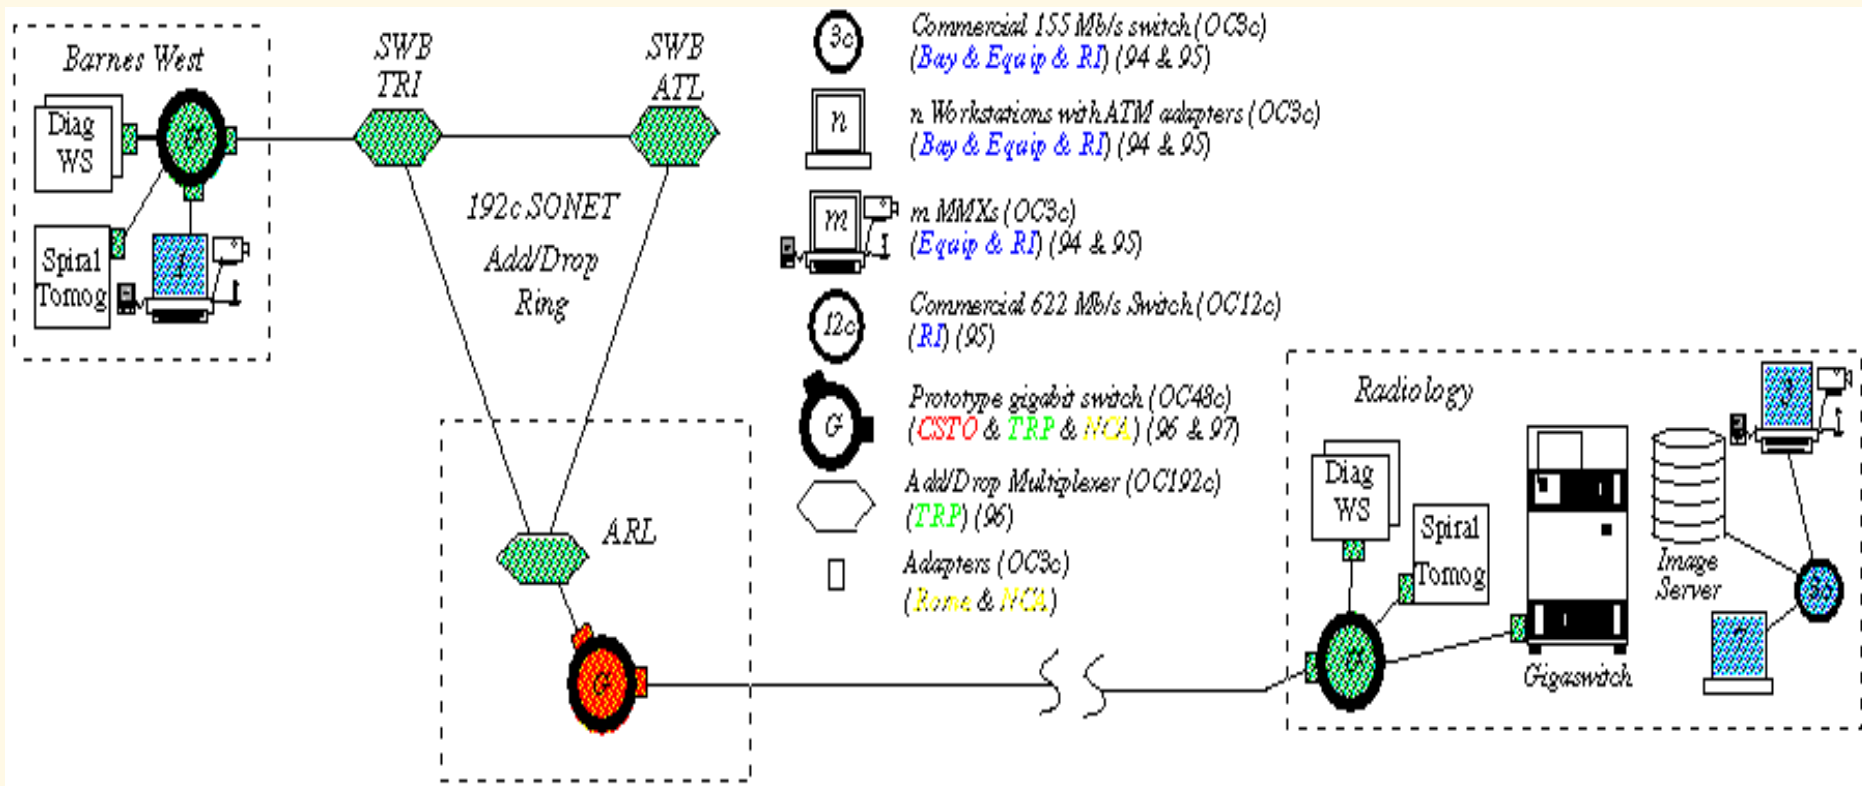 Barnes West
Diag
WS
Spiral
Tomog
1
SWB
TRI
SWB
ATL
192c SONET
Add/Drop
Ring
ARL
G
3c
Commercial 155 Mb/s switch (OC3c)
(Bay & Equip & RI) (94 & 95)
n
n Workstations with ATM adapters (OC3c)
(Bay & Equip & RI) (94 & 95)
m
m MMXs (OC3c)
(Equip & RI) (94 & 95)
12c
Commercial 622 Mb/s Switch (OC12c)
(RI) (95)
G
Prototype gigabit switch (OC48c)
(CSTO & TRP & NCA) (96 & 97)
Add/Drop Multiplexer (OC192c)
(TRP) (96)
Adapters (OC3c)
(Rome & NCA)
Radiology
Diag
WS
Spiral
Tomog
Gigaswitch
Image
Server
3
7